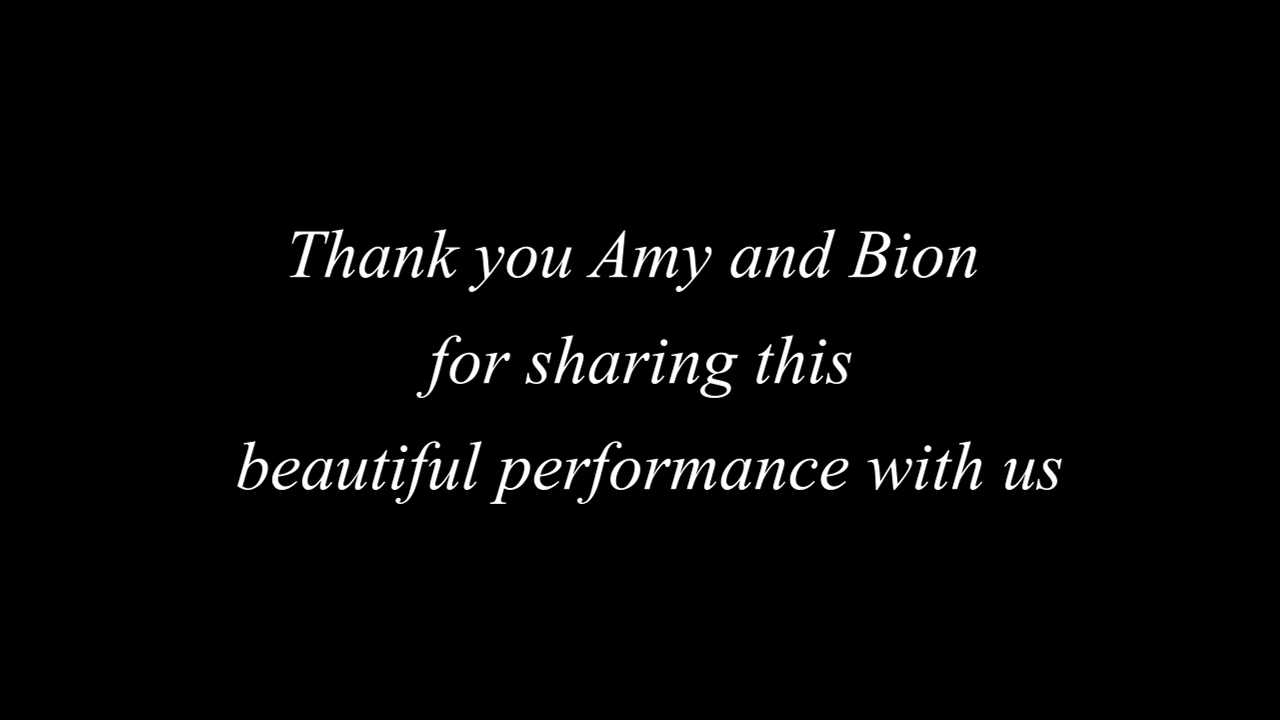 Thank you Amy and Bion
for sharing this
beautiful performance with us